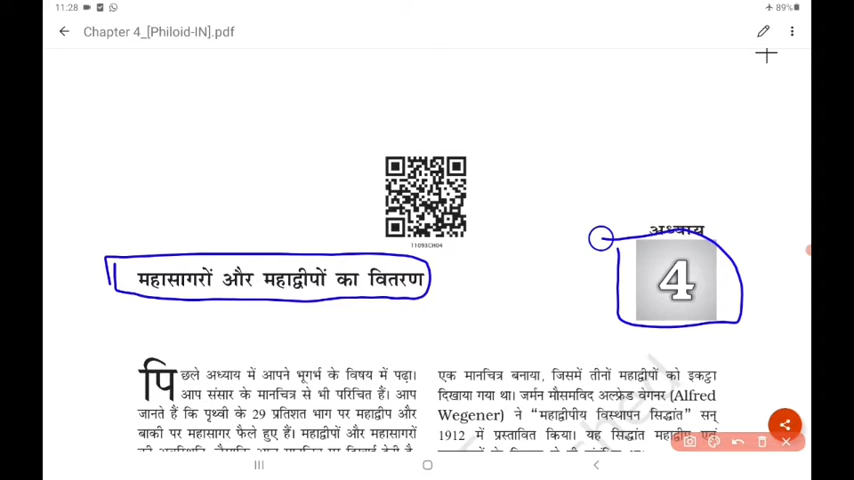 11:28
89%
Chapter 4_[Philoid-IN].pdf
11093CH04
अध्याय
4
महासागरों और महाद्वीपों का वितरण
पिछले अध्याय में आपने भूगर्भ के विषय में पढ़ा।
आप संसार के मानचित्र से भी परिचित हैं। आप
जानते हैं कि पृथ्वी के 29 प्रतिशत भाग पर महाद्वीप और
बाकी पर महासागर फैले हुए हैं। महाद्वीपों और महासागरों
एक मानचित्र बनाया, जिसमें तीनों महाद्वीपों को इकट्ठा
दिखाया गया था। जर्मन मौसमविद अल्फ्रेड वेगनर (Alfred
Wegener) ने “महाद्वीपीय विस्थापन सिद्धांत” सन्
1912 में प्रस्तावित किया। यह सिद्धांत महाद्वीप एवं